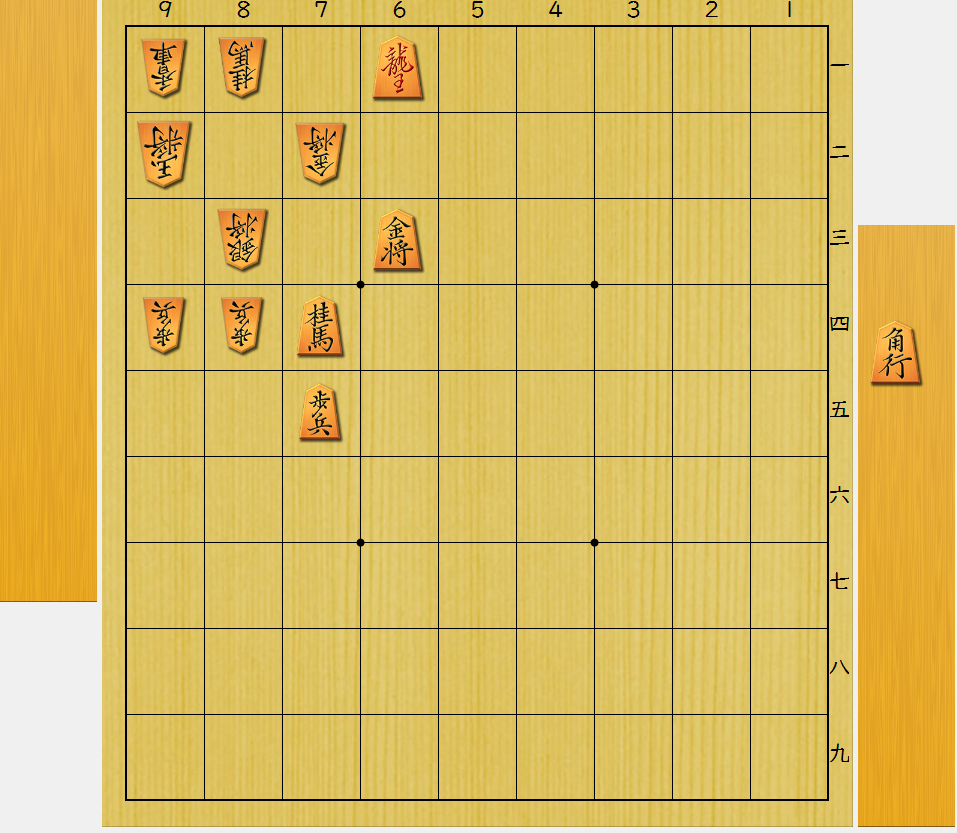 9 8 7 6 5 4 3 2 1
香車 桂馬 龍王 一
玉将 金将 二
銀将 金将 三
歩兵 歩兵 桂馬 四
角行
歩兵 五
六
七
八
九